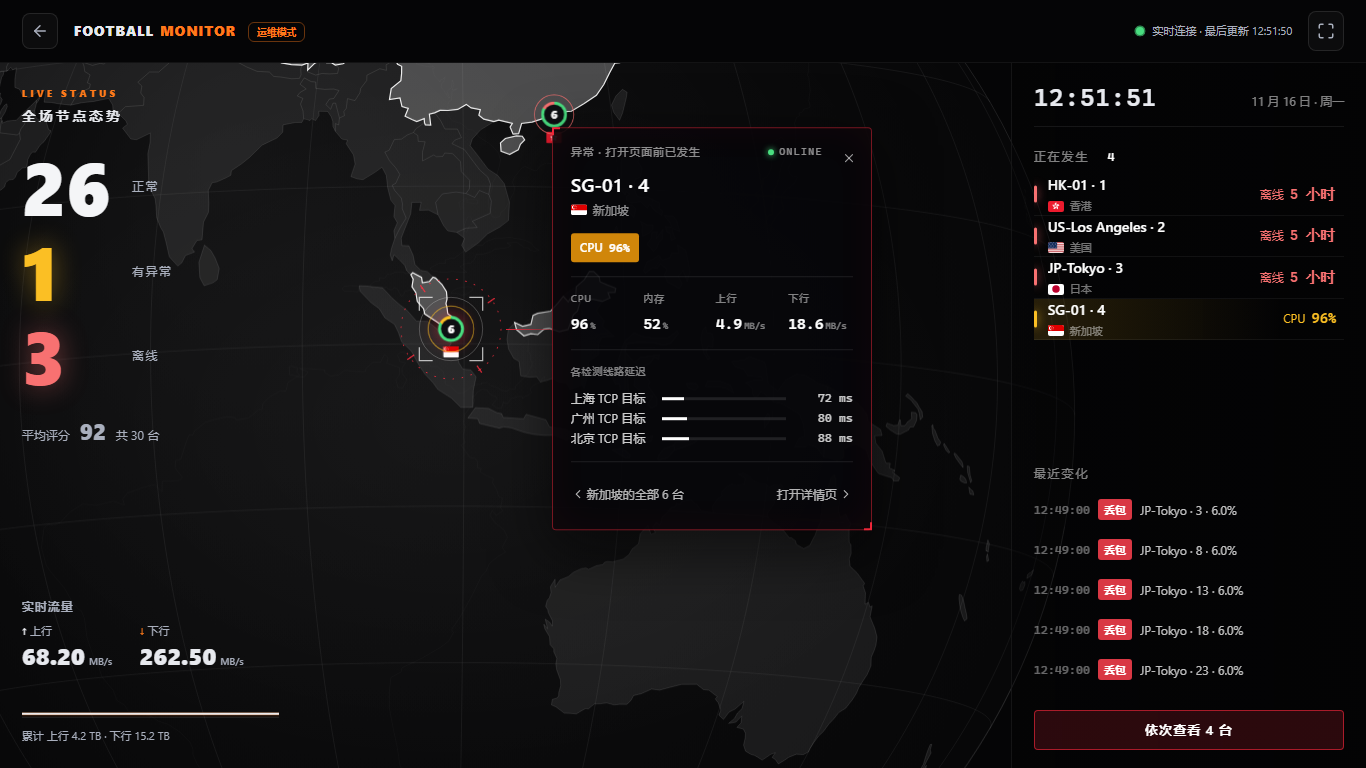 FOOTBALL MONITOR 运维模式
实时连接 · 最后更新 12:51:50
LIVE STATUS
全场节点态势
26 正常
1 有异常
3 离线
平均评分 92 共 30 台
实时流量
↑ 上行 ↓ 下行
68.20 MB/s 262.50 MB/s
累计 上行 4.2 TB · 下行 15.2 TB
6
6
异常 · 打开页面前已发生 ONLINE
SG-01 · 4
新加坡
CPU 96%
CPU 内存 上行 下行
96% 52% 4.9MB/s 18.6MB/s
各检测线路延迟
上海 TCP 目标 72 ms
广州 TCP 目标 80 ms
北京 TCP 目标 88 ms
新加坡的全部 6 台 打开详情页
12:51:51 11 月 16 日 · 周一
正在发生 4
HK-01 · 1
香港
离线 5 小时
US-Los Angeles · 2
美国
离线 5 小时
JP-Tokyo · 3
日本
离线 5 小时
SG-01 · 4
新加坡
CPU 96%
最近变化
12:49:00 丢包 JP-Tokyo · 3 · 6.0%
12:49:00 丢包 JP-Tokyo · 8 · 6.0%
12:49:00 丢包 JP-Tokyo · 13 · 6.0%
12:49:00 丢包 JP-Tokyo · 18 · 6.0%
12:49:00 丢包 JP-Tokyo · 23 · 6.0%
依次查看 4 台